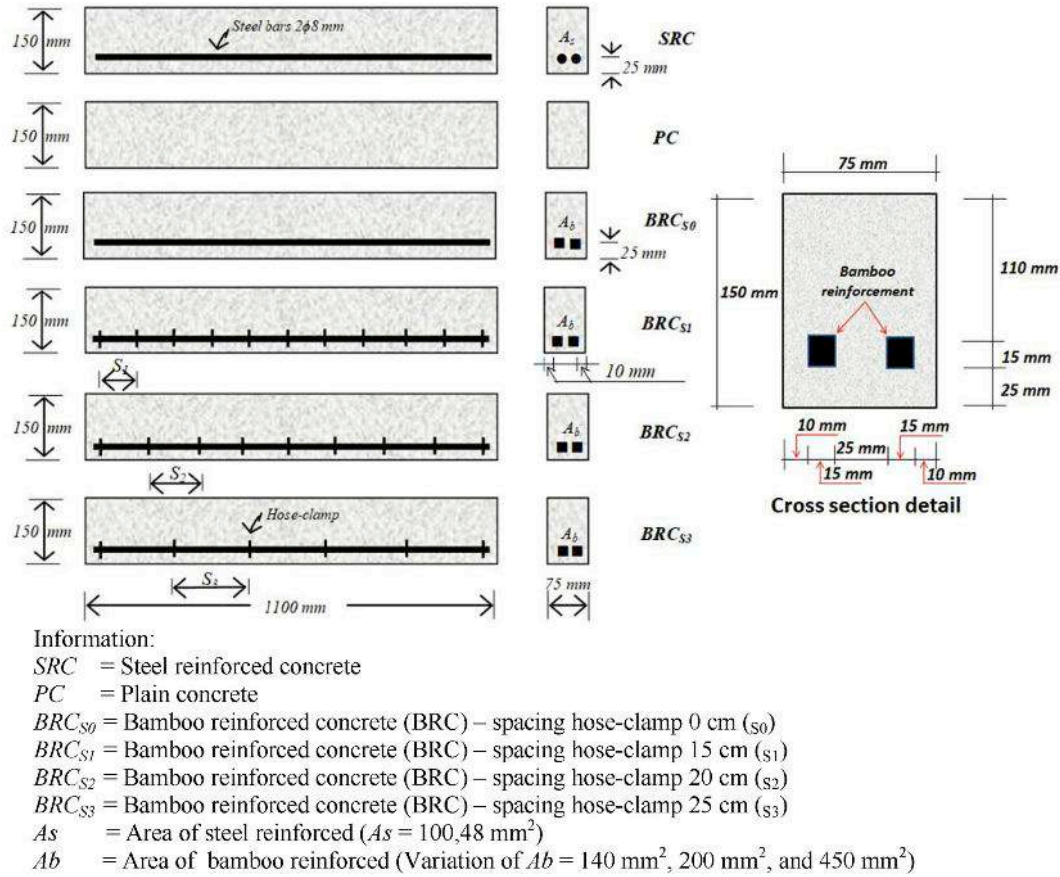 150 mm
Steel bars 2ϕ8 mm
As
25 mm
SRC
150 mm
PC
150 mm
Ab
25 mm
BRCS0
150 mm
S1
Ab
10 mm
BRCS1
150 mm
S2
Ab
BRCS2
150 mm
Hose-clamp
S3
1100 mm
Ab
75 mm
BRCS3
75 mm
150 mm
Bamboo
reinforcement
110 mm
15 mm
25 mm
10 mm
15 mm
25 mm
15 mm
10 mm
Cross section detail
Information:
SRC = Steel reinforced concrete
PC = Plain concrete
BRCS0 = Bamboo reinforced concrete (BRC) – spacing hose-clamp 0 cm (S0)
BRCS1 = Bamboo reinforced concrete (BRC) – spacing hose-clamp 15 cm (S1)
BRCS2 = Bamboo reinforced concrete (BRC) – spacing hose-clamp 20 cm (S2)
BRCS3 = Bamboo reinforced concrete (BRC) – spacing hose-clamp 25 cm (S3)
As = Area of steel reinforced (As = 100,48 mm²)
Ab = Area of bamboo reinforced (Variation of Ab = 140 mm², 200 mm², and 450 mm²)